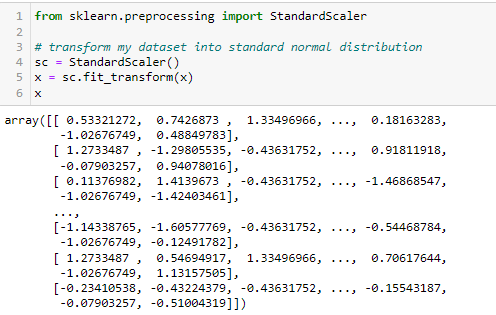 1 from sklearn.preprocessing import StandardScaler
2
3 # transform my dataset into standard normal distribution
4 sc = StandardScaler()
5 x = sc.fit_transform(x)
6 x
array([[ 0.53321272,  0.7426873 ,  1.33496966, ...,  0.18163283,
        -1.02676749,  0.48849783],
       [ 1.2733487 , -1.29805535, -0.43631752, ...,  0.91811918,
        -0.07903257,  0.94078016],
       [ 0.11376982,  1.4139673 , -0.43631752, ..., -1.46868547,
        -1.02676749, -1.42403461],
       ...,
       [-1.14338765, -1.60577769, -0.43631752, ..., -0.54468784,
        -1.02676749, -0.12491782],
       [ 1.2733487 ,  0.54694917,  1.33496966, ...,  0.70617644,
        -1.02676749,  1.13157505],
       [-0.23410538, -0.43224379, -0.43631752, ..., -0.15543187,
        -0.07903257, -0.51004319]])